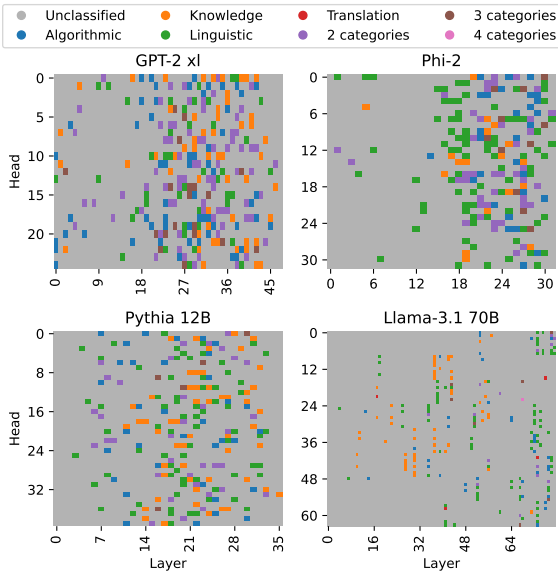 Unclassified Knowledge Translation 3 categories
Algorithmic Linguistic 2 categories 4 categories
GPT-2 xl Phi-2
Head
0
5
10
15
20
0 9 18 27 36 45
0
6
12
18
24
30
0 6 12 18 24 30
Pythia 12B Llama-3.1 70B
Head
0
8
16
24
32
0 7 14 21 28 35
Layer
0
12
24
36
48
60
0 16 32 48 64
Layer